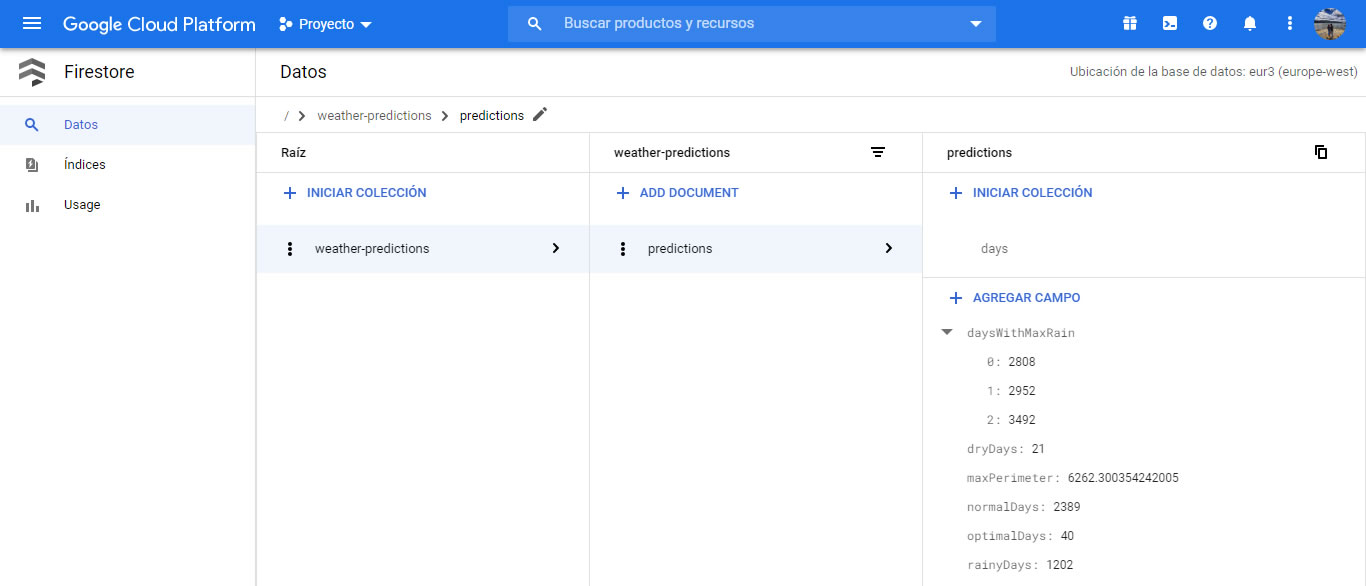 Google Cloud Platform
Proyecto
Buscar productos y recursos
Firestore
Datos
Ubicación de la base de datos: eur3 (europe-west)
Datos
Índices
Usage
/ weather-predictions predictions
Raíz
INICIAR COLECCIÓN
weather-predictions
weather-predictions
ADD DOCUMENT
predictions
predictions
INICIAR COLECCIÓN
days
AGREGAR CAMPO
daysWithMaxRain
0: 2808
1: 2952
2: 3492
dryDays: 21
maxPerimeter: 6262.300354242005
normalDays: 2389
optimalDays: 40
rainyDays: 1202